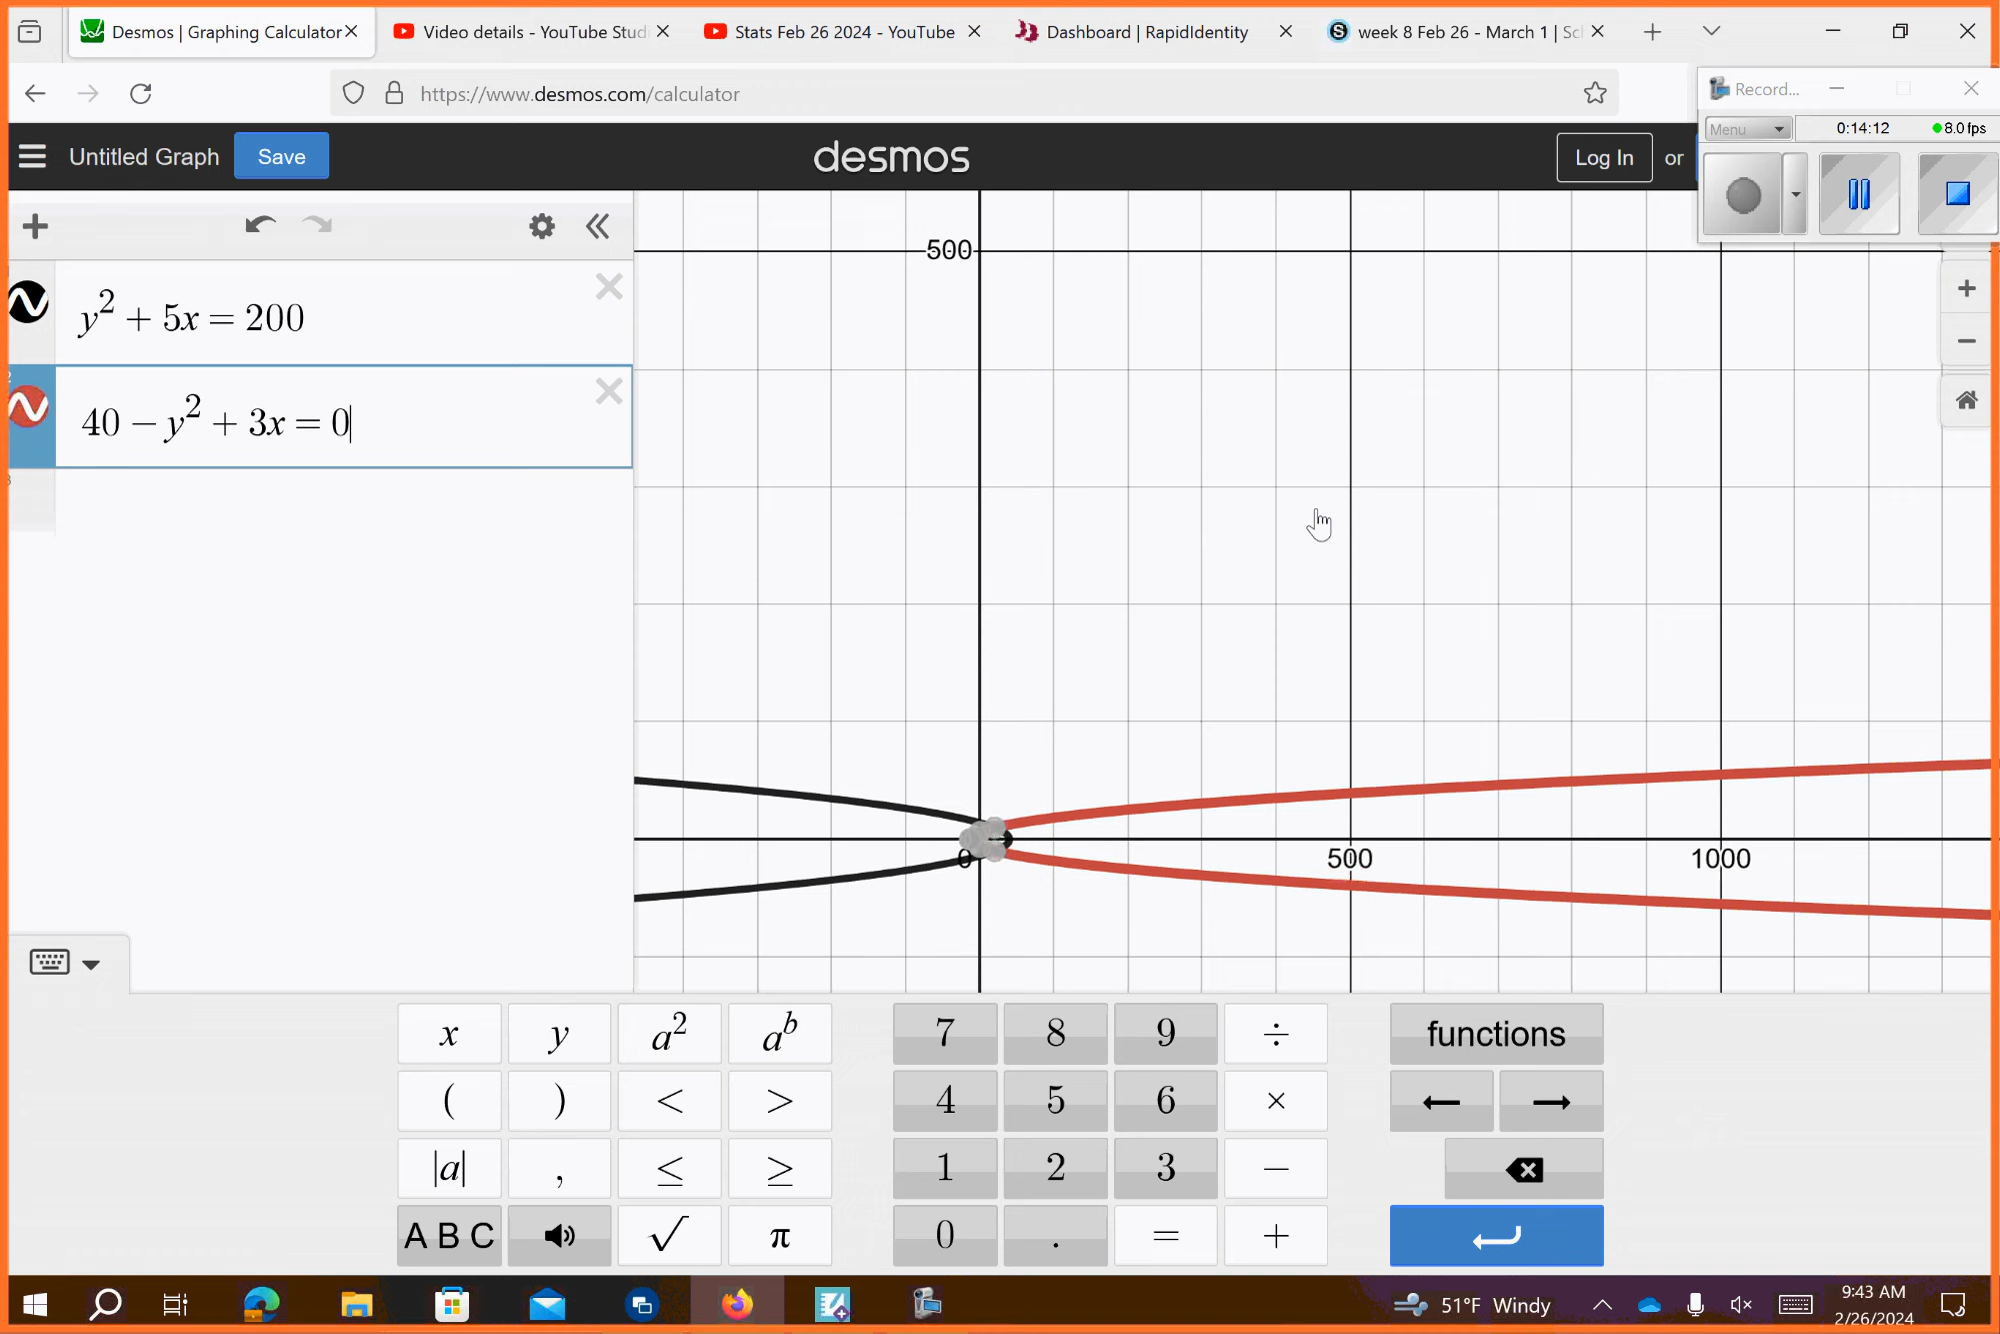 Desmos | Graphing Calculator
Video details - YouTube Stud
Stats Feb 26 2024 - YouTube
Dashboard | RapidIdentity
week 8 Feb 26 - March 1 | Sc
https://www.desmos.com/calculator
Record...
Menu
0:14:12
8.0 fps
Untitled Graph
Save
desmos
Log In
or
y² + 5x = 200
2
40 − y² + 3x = 0
3
500
0
500
1000
x y a² a^b 7 8 9 ÷ functions
( ) < > 4 5 6 × ← →
|a| , ≤ ≥ 1 2 3 −
A B C √ π 0 . = +
51°F Windy
9:43 AM
2/26/2024